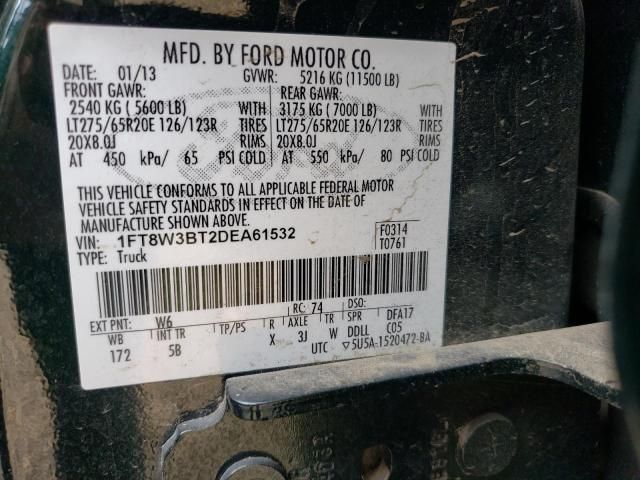 MFD. BY FORD MOTOR CO.
DATE: 01/13 GVWR: 5216 KG (11500 LB)
FRONT GAWR: REAR GAWR:
2540 KG ( 5600 LB) WITH 3175 KG ( 7000 LB) WITH
LT275/65R20E 126/123R TIRES LT275/65R20E 126/123R TIRES
20X8.0J RIMS 20X8.0J RIMS
AT 450 kPa/ 65 PSI COLD AT 550 kPa/ 80 PSI COLD
THIS VEHICLE CONFORMS TO ALL APPLICABLE FEDERAL MOTOR
VEHICLE SAFETY STANDARDS IN EFFECT ON THE DATE OF
MANUFACTURE SHOWN ABOVE.
VIN: 1FT8W3BT2DEA61532 F0314
TYPE: Truck T0761
EXT PNT: W6 RC: 74 DSO:
WB INT TR TP/PS R AXLE TR SPR DFA17
172 5B X 3J W DDLL C05
UTC ▽5U5A-1520472-BA